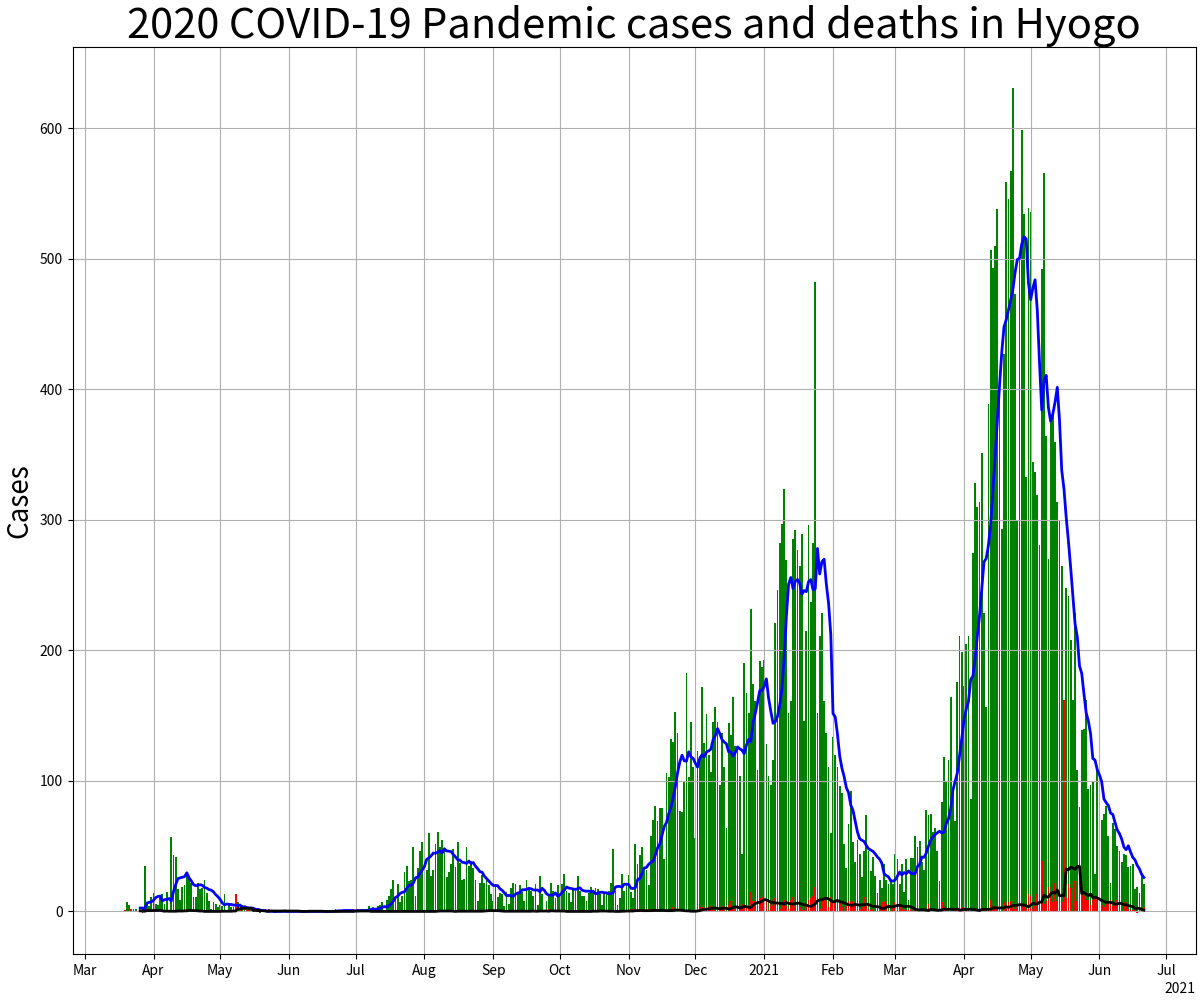 2020 COVID-19 Pandemic cases and deaths in Hyogo
Cases
600
500
400
300
200
100
0
Mar Apr May Jun Jul Aug Sep Oct Nov Dec 2021 Feb Mar Apr May Jun Jul
2021